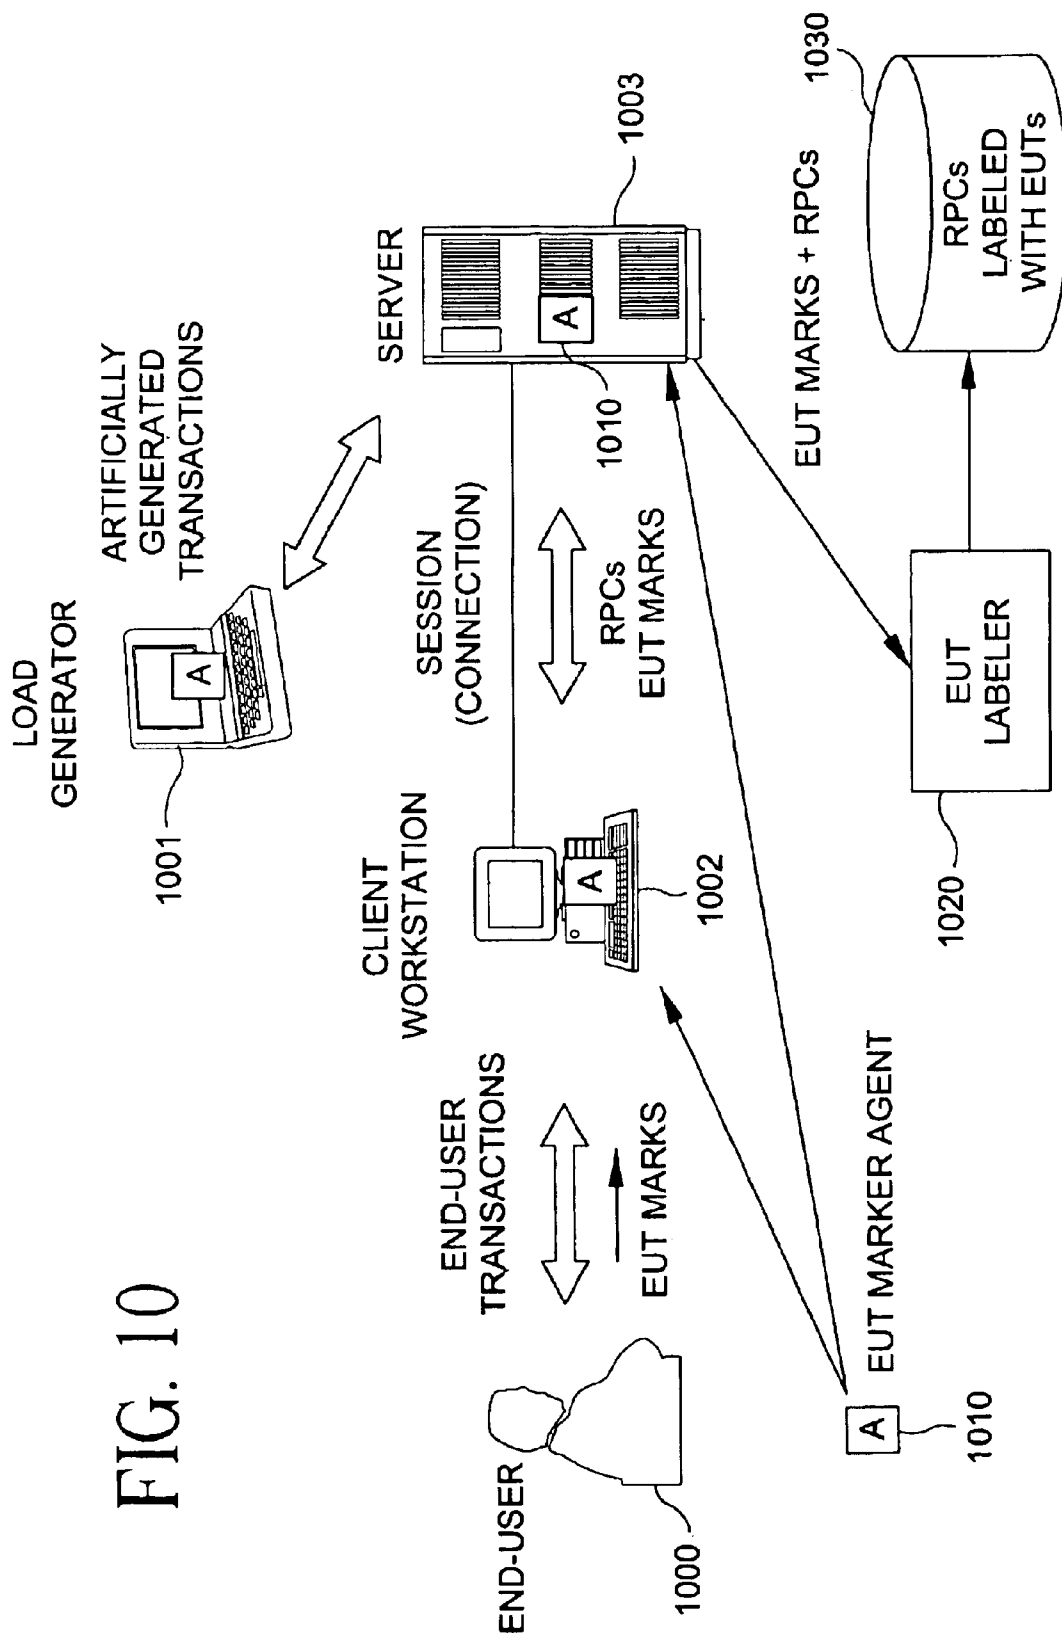 FIG. 10
LOAD
GENERATOR
A
1001
ARTIFICIALLY
GENERATED
TRANSACTIONS
END-USER
1000
END-USER
TRANSACTIONS
EUT MARKS
CLIENT
WORKSTATION
A
1002
SESSION
(CONNECTION)
RPCs
EUT MARKS
SERVER
A
1003
1010
A
1010
EUT MARKER AGENT
EUT MARKS + RPCs
EUT
LABELER
1020
RPCs
LABELED
WITH EUTs
1030